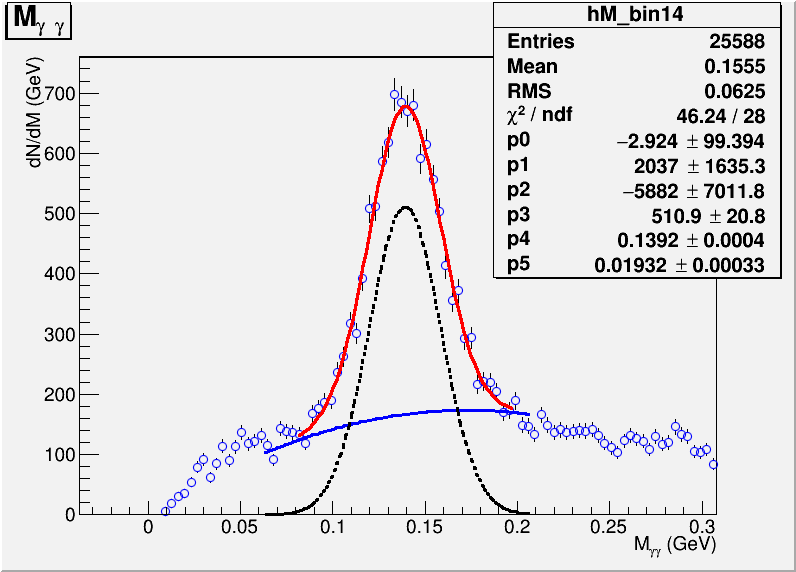 M γ γ
hM_bin14
Entries 25588
Mean 0.1555
RMS 0.0625
χ² / ndf 46.24 / 28
p0 −2.924 ± 99.394
p1 2037 ± 1635.3
p2 −5882 ± 7011.8
p3 510.9 ± 20.8
p4 0.1392 ± 0.0004
p5 0.01932 ± 0.00033
dN/dM (GeV)
700
600
500
400
300
200
100
0
0 0.05 0.1 0.15 0.2 0.25 0.3
Mγγ (GeV)